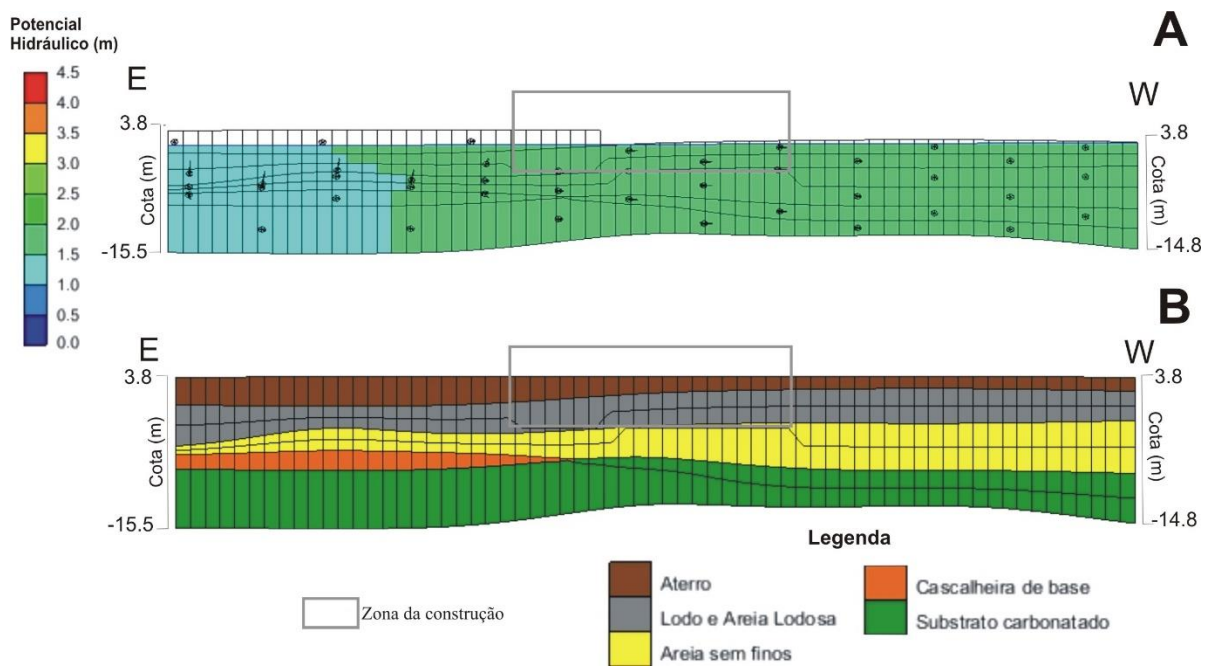 Potencial
Hidráulico (m)
4.5
4.0
3.5
3.0
2.5
2.0
1.5
1.0
0.5
0.0
A
E
W
3.8
3.8
Cota (m)
Cota (m)
-15.5
-14.8
B
E
W
3.8
3.8
Cota (m)
Cota (m)
-15.5
-14.8
Legenda
Zona da construção
Aterro
Lodo e Areia Lodosa
Areia sem finos
Cascalheira de base
Substrato carbonatado